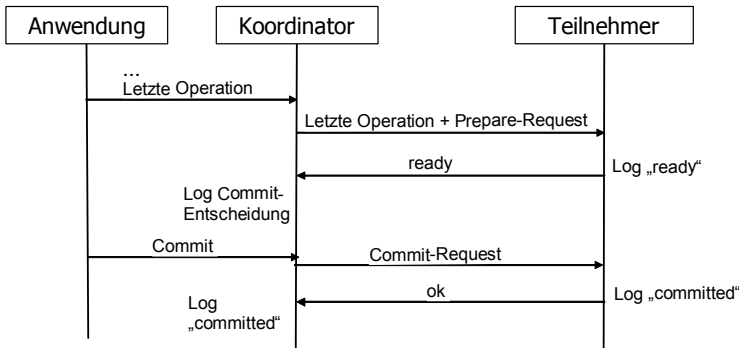 Anwendung
Koordinator
Teilnehmer
...
Letzte Operation
Letzte Operation + Prepare-Request
ready
Log „ready“
Log Commit-
Entscheidung
Commit
Commit-Request
ok
Log „committed“
Log
„committed“